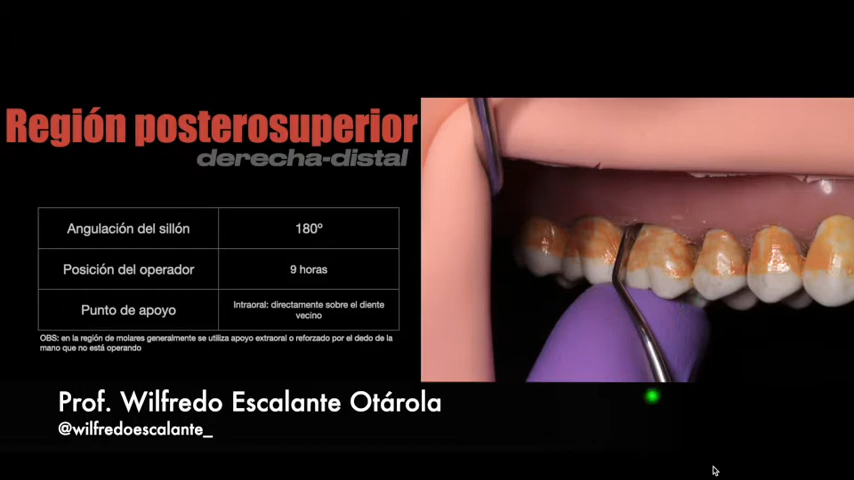 Región posterosuperior
derecha-distal
Angulación del sillón
180º
Posición del operador
9 horas
Punto de apoyo
Intraoral: directamente sobre el diente
vecino
OBS: en la región de molares generalmente se utiliza apoyo extraoral o reforzado por el dedo de la
mano que no está operando
Prof. Wilfredo Escalante Otárola
@wilfredoescalante_